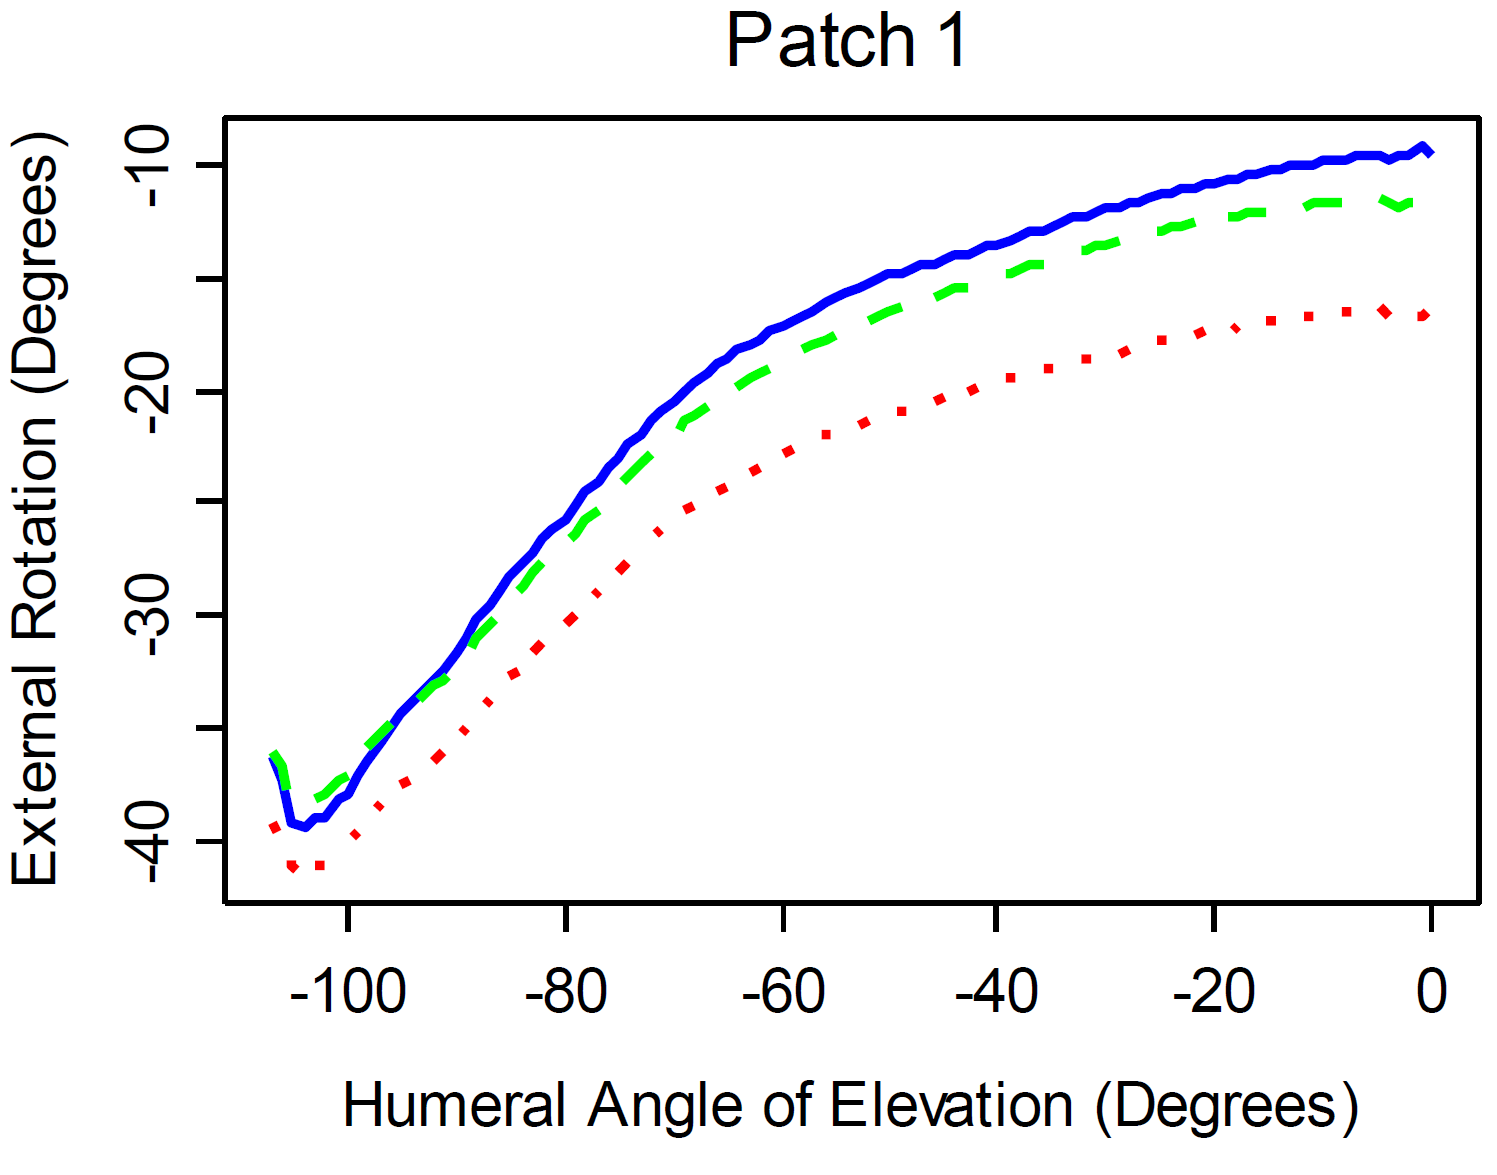 Patch 1
External Rotation (Degrees)
-10
-20
-30
-40
-100 -80 -60 -40 -20 0
Humeral Angle of Elevation (Degrees)